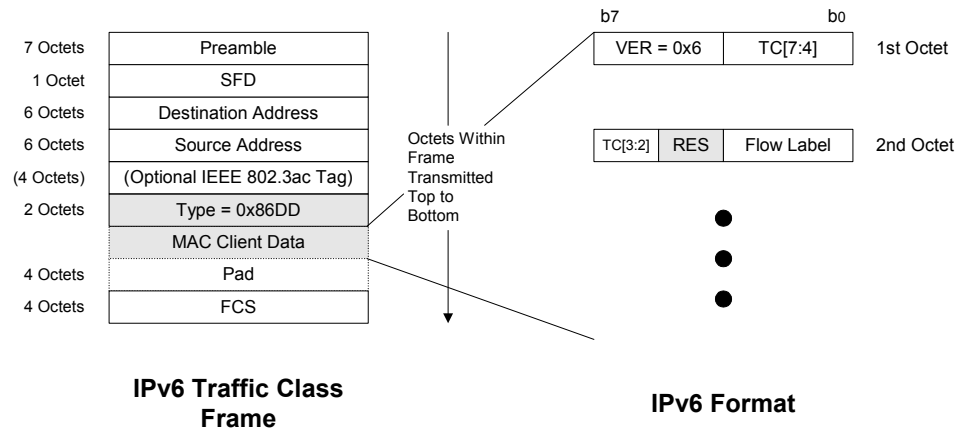 b7 b0
7 Octets Preamble
VER = 0x6 TC[7:4] 1st Octet
1 Octet SFD
6 Octets Destination Address
6 Octets Source Address
(4 Octets) (Optional IEEE 802.3ac Tag)
2 Octets Type = 0x86DD
MAC Client Data
4 Octets Pad
4 Octets FCS
Octets Within
Frame
Transmitted
Top to
Bottom
TC[3:2] RES Flow Label 2nd Octet
IPv6 Traffic Class
Frame
IPv6 Format